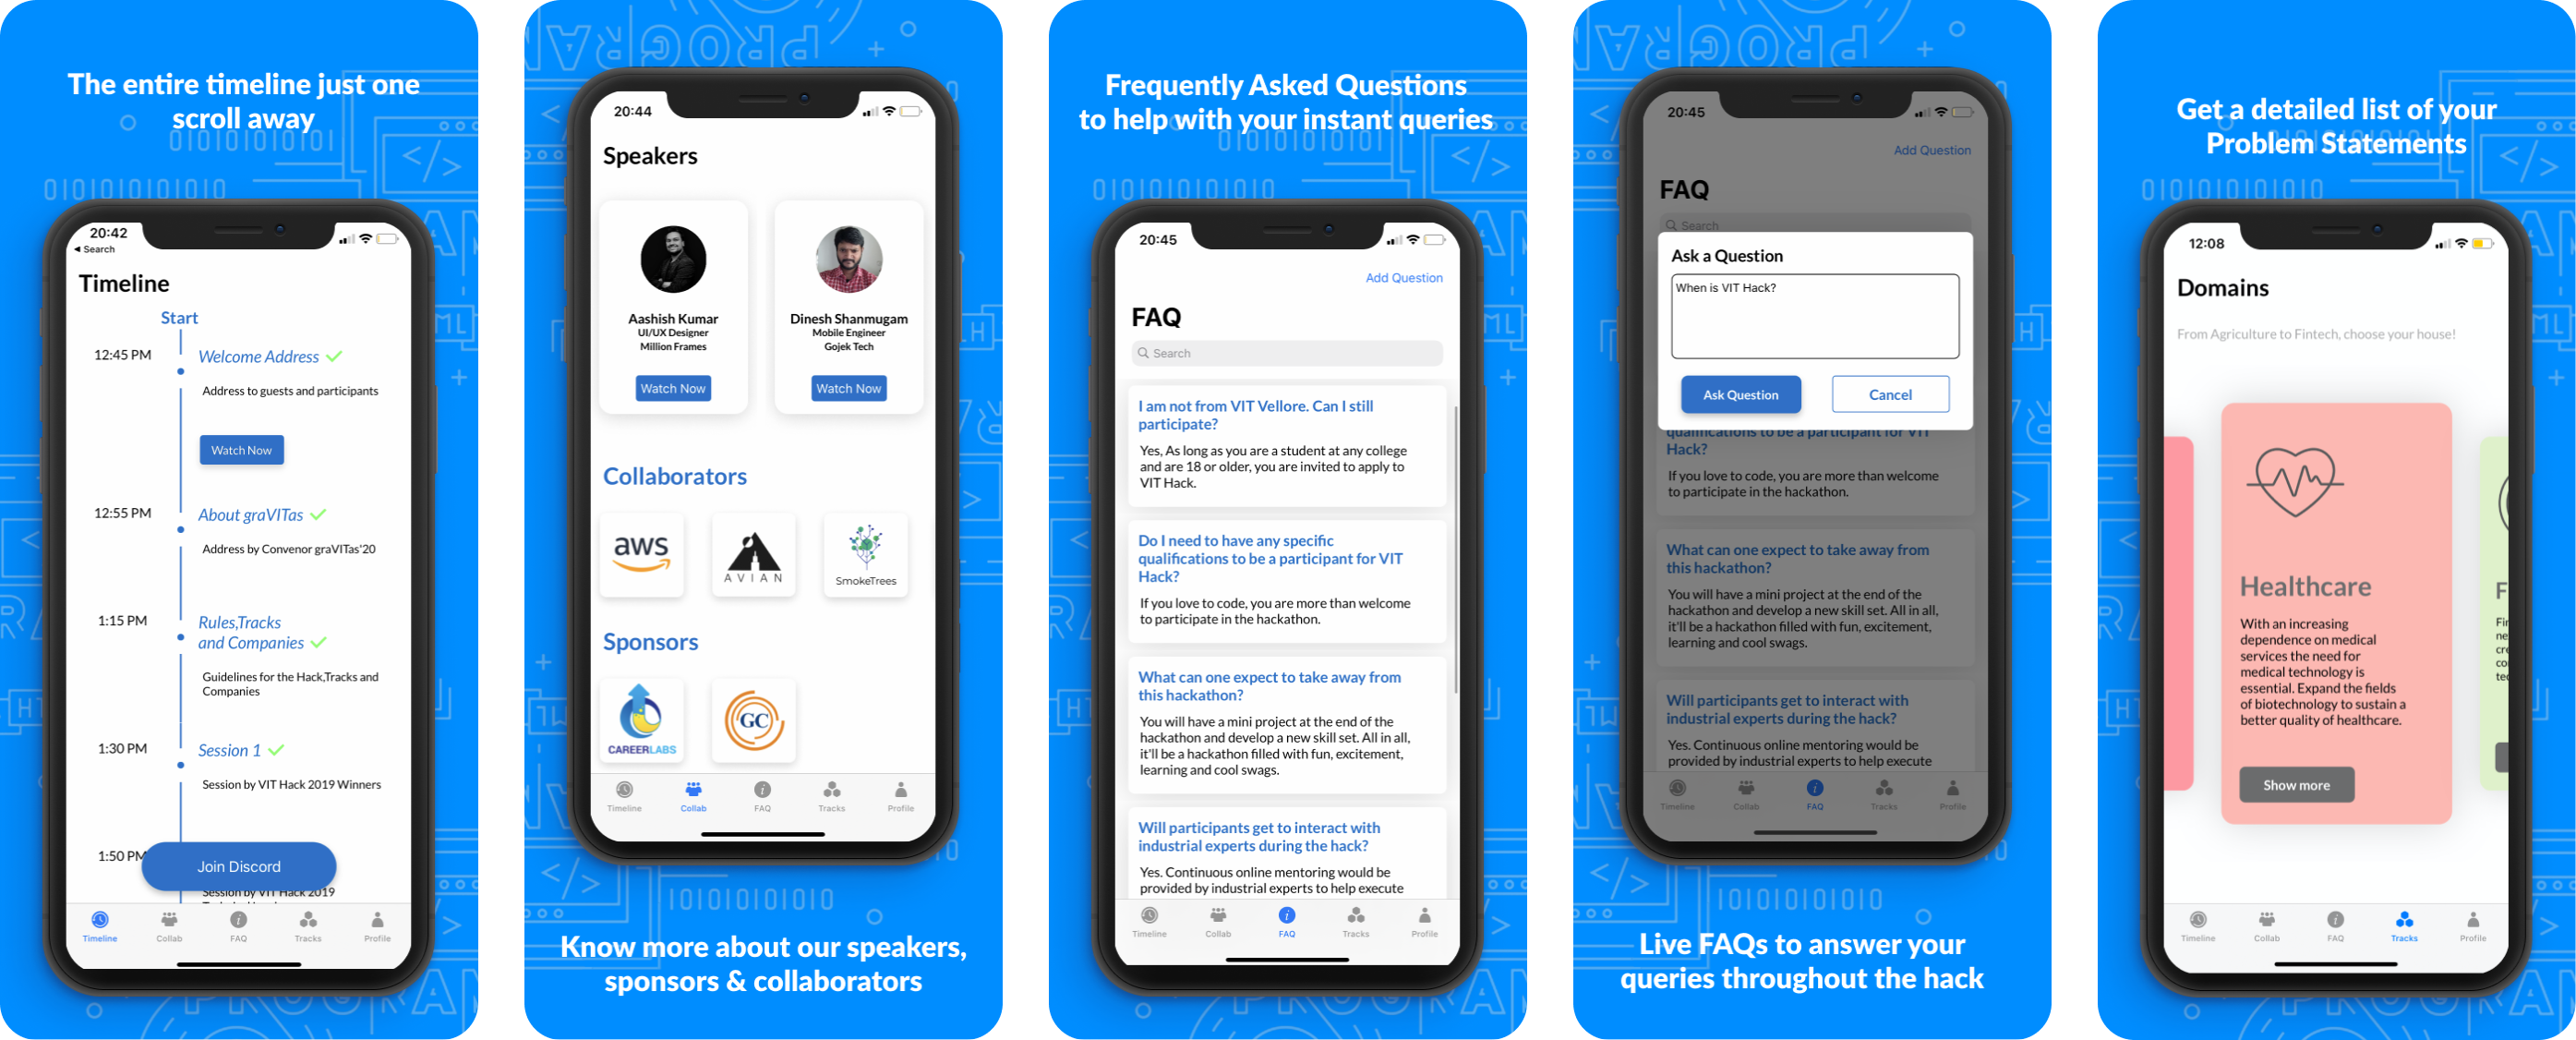 The entire timeline just one
scroll away
20:42
Search
Timeline
Start
12:45 PM
Welcome Address
Address to guests and participants
Watch Now
12:55 PM
About graVITas
Address by Convenor graVITas'20
1:15 PM
Rules,Tracks
and Companies
Guidelines for the Hack,Tracks and
Companies
1:30 PM
Session 1
Session by VIT Hack 2019 Winners
1:50 PM
Join Discord
Session by VIT Hack 2019
Timeline
Collab
FAQ
Tracks
Profile
20:44
Speakers
Aashish Kumar
UI/UX Designer
Million Frames
Watch Now
Dinesh Shanmugam
Mobile Engineer
Gojek Tech
Watch Now
Collaborators
aws
AVIAN
SmokeTrees
Sponsors
CAREERLABS
GC
Timeline
Collab
FAQ
Tracks
Profile
Know more about our speakers,
sponsors & collaborators
Frequently Asked Questions
to help with your instant queries
20:45
Add Question
FAQ
Search
I am not from VIT Vellore. Can I still
participate?
Yes, As long as you are a student at any college
and are 18 or older, you are invited to apply to
VIT Hack.
Do I need to have any specific
qualifications to be a participant for VIT
Hack?
If you love to code, you are more than welcome
to participate in the hackathon.
What can one expect to take away from
this hackathon?
You will have a mini project at the end of the
hackathon and develop a new skill set. All in all,
it'll be a hackathon filled with fun, excitement,
learning and cool swags.
Will participants get to interact with
industrial experts during the hack?
Yes. Continuous online mentoring would be
provided by industrial experts to help execute
Timeline
Collab
FAQ
Tracks
Profile
20:45
Add Question
FAQ
Search
Ask a Question
When is VIT Hack?
Ask Question
Cancel
qualifications to be a participant for VIT
Hack?
If you love to code, you are more than welcome
to participate in the hackathon.
What can one expect to take away from
this hackathon?
You will have a mini project at the end of the
hackathon and develop a new skill set. All in all,
it'll be a hackathon filled with fun, excitement,
learning and cool swags.
Will participants get to interact with
industrial experts during the hack?
Yes. Continuous online mentoring would be
provided by industrial experts to help execute
Timeline
Collab
FAQ
Tracks
Profile
Live FAQs to answer your
queries throughout the hack
Get a detailed list of your
Problem Statements
12:08
Domains
From Agriculture to Fintech, choose your house!
Healthcare
With an increasing
dependence on medical
services the need for
medical technology is
essential. Expand the fields
of biotechnology to sustain a
better quality of healthcare.
Show more
Timeline
Collab
FAQ
Tracks
Profile